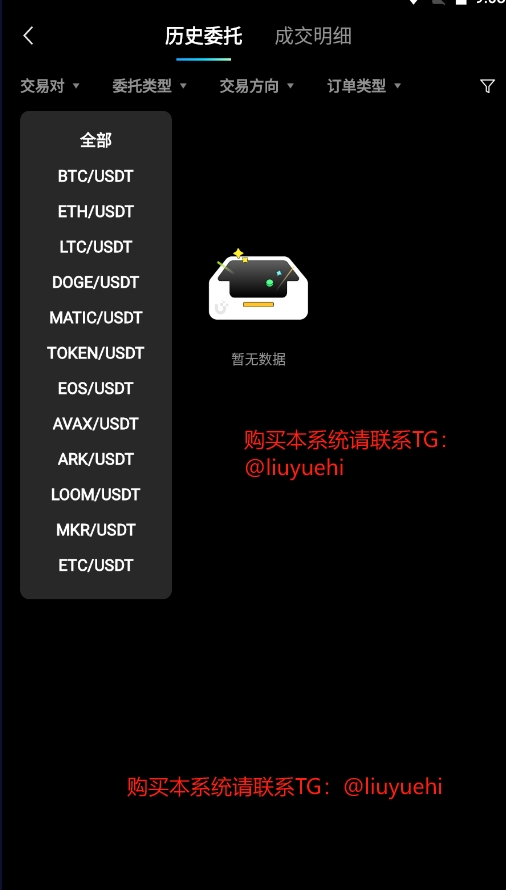 历史委托 成交明细
交易对 委托类型 交易方向 订单类型
全部
BTC/USDT
ETH/USDT
LTC/USDT
DOGE/USDT
MATIC/USDT
TOKEN/USDT
EOS/USDT
AVAX/USDT
ARK/USDT
LOOM/USDT
MKR/USDT
ETC/USDT
暂无数据
购买本系统请联系TG：
@liuyuehi
购买本系统请联系TG：@liuyuehi